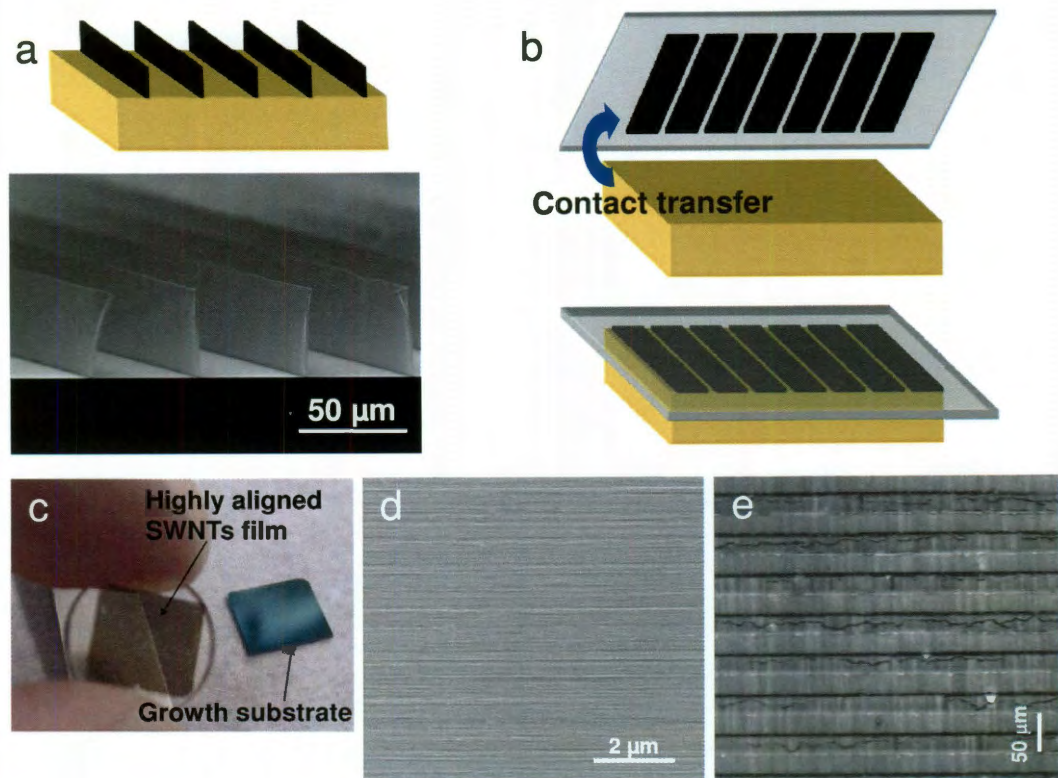 a
50 μm
b
Contact transfer
c
Highly aligned
SWNTs film
Growth substrate
d
2 μm
e
50 μm